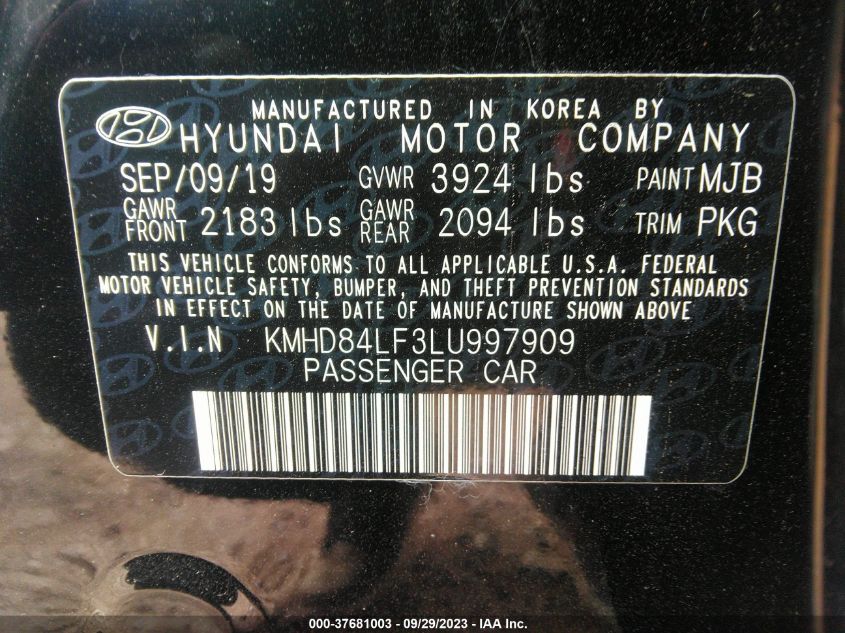 MANUFACTURED IN KOREA BY
HYUNDAI MOTOR COMPANY
SEP/09/19 GVWR 3924 lbs PAINT MJB
GAWR FRONT 2183 lbs GAWR REAR 2094 lbs TRIM PKG
THIS VEHICLE CONFORMS TO ALL APPLICABLE U.S.A. FEDERAL
MOTOR VEHICLE SAFETY, BUMPER, AND THEFT PREVENTION STANDARDS
IN EFFECT ON THE DATE OF MANUFACTURE SHOWN ABOVE
V.I.N KMHD84LF3LU997909
PASSENGER CAR
000-37681003 / 09/29/2023 - IAA Inc.